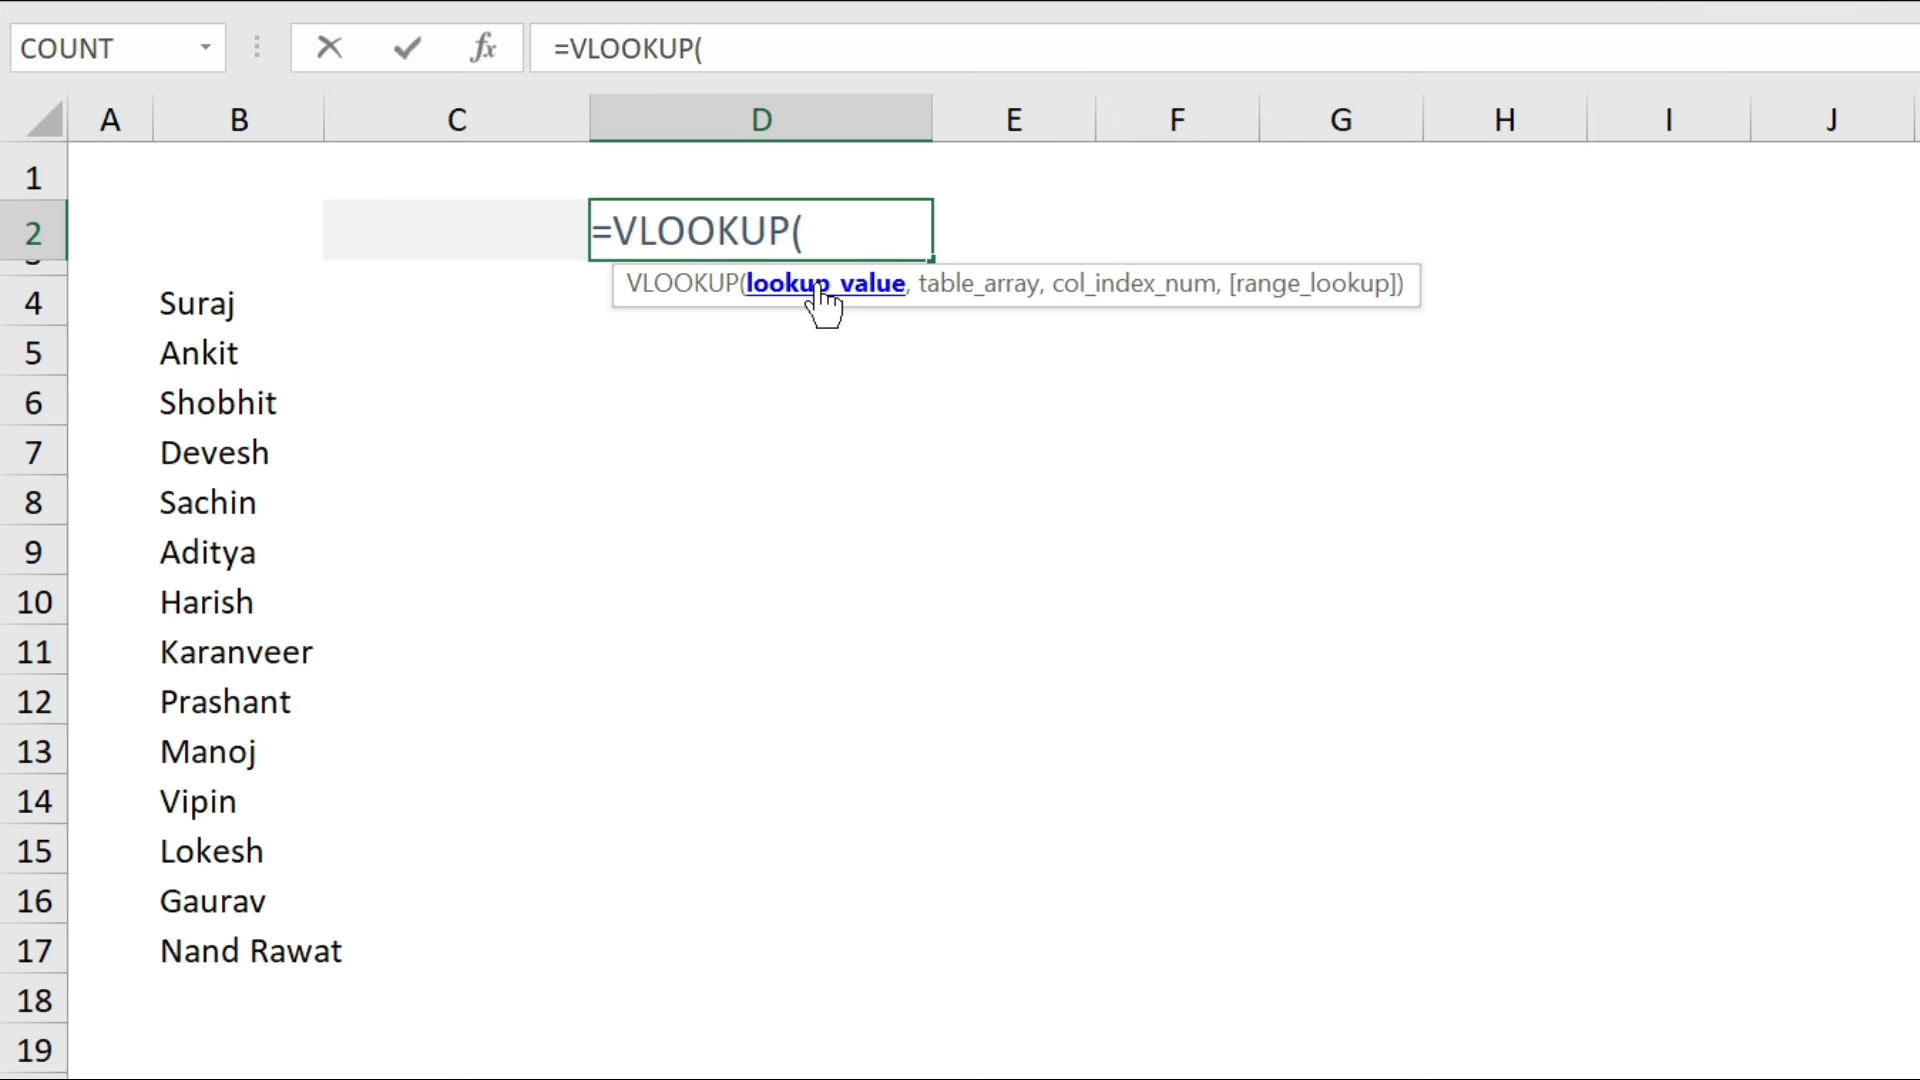 COUNT fx =VLOOKUP(
A B C D E F G H I J
1
2 =VLOOKUP(
VLOOKUP(lookup_value, table_array, col_index_num, [range_lookup])
4 Suraj
5 Ankit
6 Shobhit
7 Devesh
8 Sachin
9 Aditya
10 Harish
11 Karanveer
12 Prashant
13 Manoj
14 Vipin
15 Lokesh
16 Gaurav
17 Nand Rawat
18
19